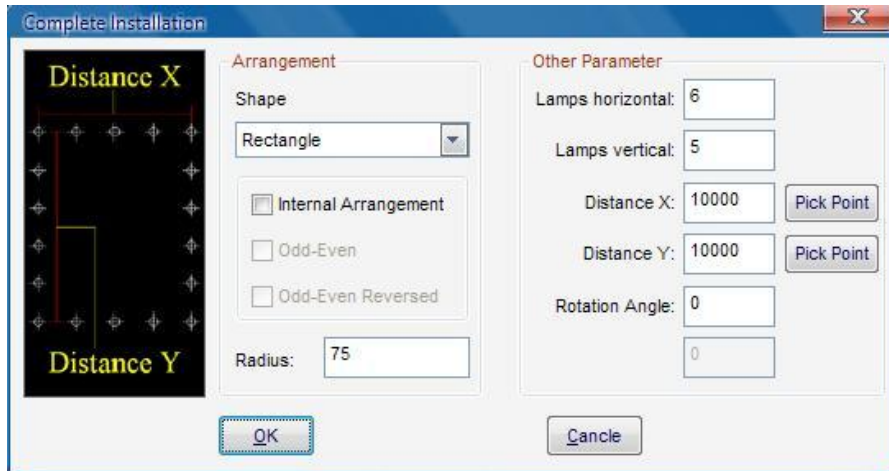 Complete Installation
Distance X
Distance Y
Arrangement
Shape
Rectangle
Internal Arrangement
Odd-Even
Odd-Even Reversed
Radius: 75
Other Parameter
Lamps horizontal: 6
Lamps vertical: 5
Distance X: 10000 Pick Point
Distance Y: 10000 Pick Point
Rotation Angle: 0
0
OK
Cancle